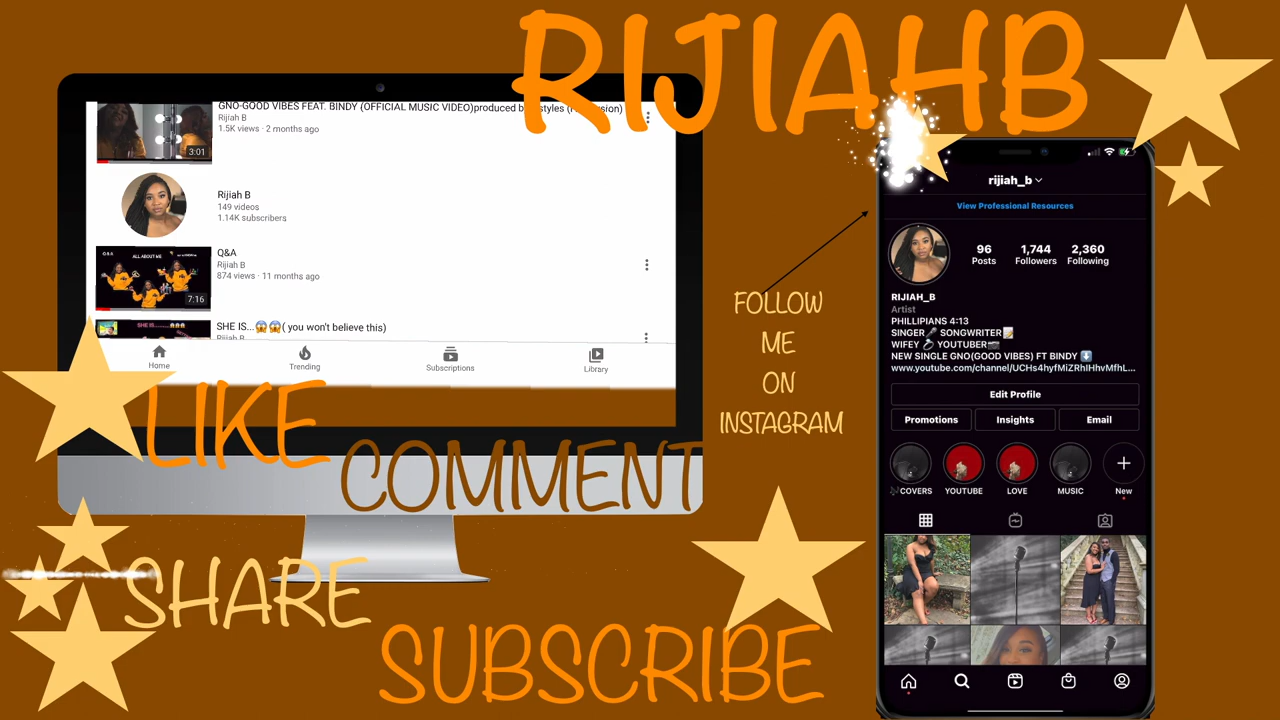 RIJIAHB
GNO-GOOD VIBES FEAT. BINDY (OFFICIAL MUSIC VIDEO)produced
Rijiah B
1.5K views · 2 months ago
3:01
Rijiah B
149 videos
1.14K subscribers
Q&A
ALL ABOUT ME
Q&A
Rijiah B
874 views · 11 months ago
7:16
SHE IS...😱😱( you won't believe this)
Rijiah B
Home
Trending
Subscriptions
Library
LIKE
COMMENT
SHARE
SUBSCRIBE
FOLLOW
ME
ON
INSTAGRAM
rijiah_b
View Professional Resources
96 1,744 2,360
Posts Followers Following
RIJIAH_B
Artist
PHILLIPIANS 4:13
SINGER🎤 SONGWRITER📝
WIFEY 💍 YOUTUBER📷
NEW SINGLE GNO(GOOD VIBES) FT BINDY ⬇️
www.youtube.com/channel/UCHs4hyfMiZRhIHhvMfhL...
Edit Profile
Promotions Insights Email
COVERS YOUTUBE LOVE MUSIC New